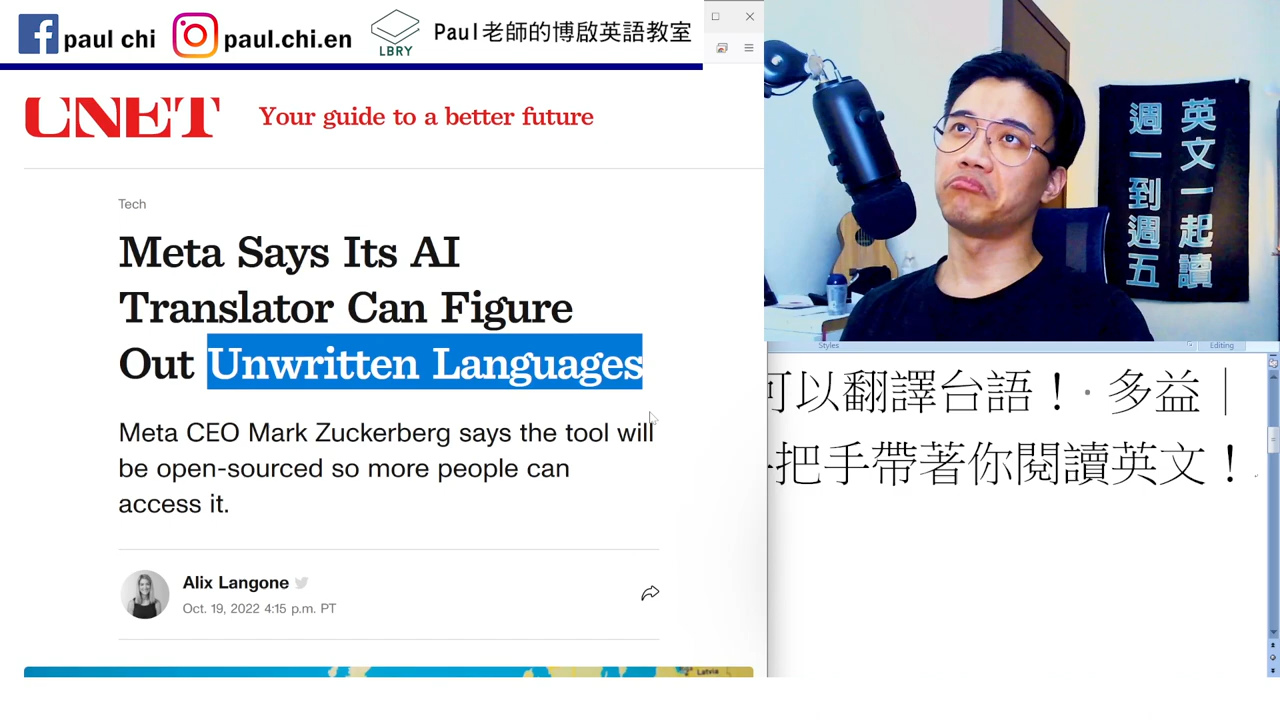 paul chi
paul.chi.en
LBRY
Paul老師的博啟英語教室
CNET
Your guide to a better future
Tech
Meta Says Its AI
Translator Can Figure
Out Unwritten Languages
Meta CEO Mark Zuckerberg says the tool will
be open-sourced so more people can
access it.
Alix Langone
Oct. 19, 2022 4:15 p.m. PT
Latvia
英文一起讀
週一到週五
Styles
Editing
可以翻譯台語！ 多益｜
把手帶著你閱讀英文！